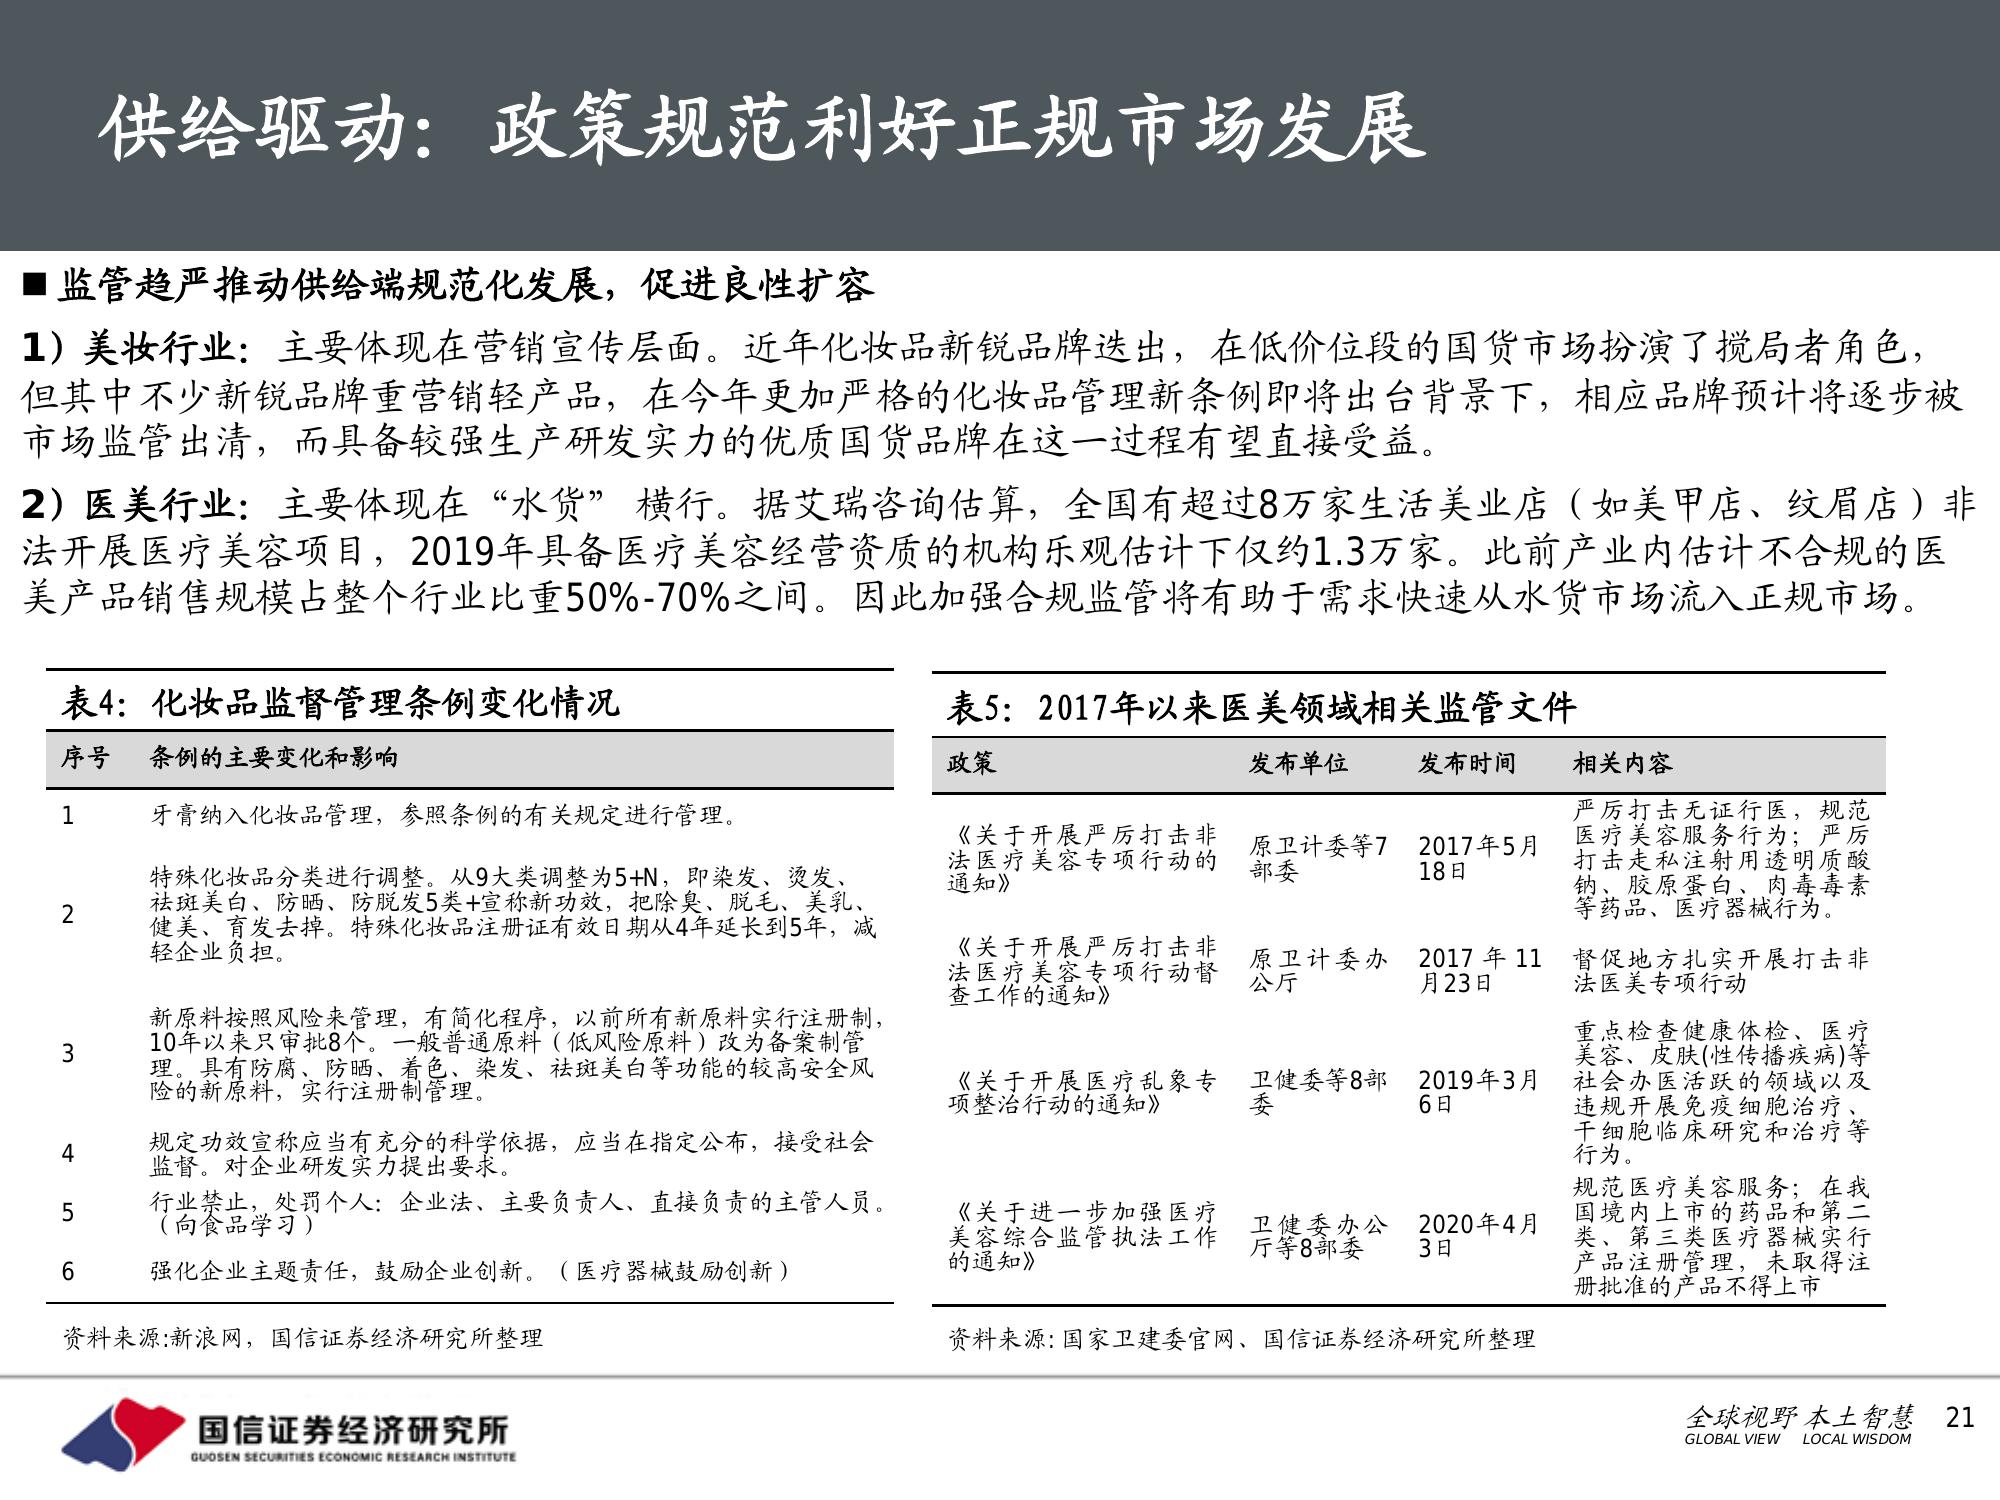 供给驱动：政策规范利好正规市场发展
■ 监管趋严推动供给端规范化发展，促进良性扩容
1）美妆行业：主要体现在营销宣传层面。近年化妆品新锐品牌迭出，在低价位段的国货市场扮演了搅局者角色，
但其中不少新锐品牌重营销轻产品，在今年更加严格的化妆品管理新条例即将出台背景下，相应品牌预计将逐步被
市场监管出清，而具备较强生产研发实力的优质国货品牌在这一过程有望直接受益。
2）医美行业：主要体现在“水货” 横行。据艾瑞咨询估算，全国有超过8万家生活美业店（如美甲店、纹眉店）非
法开展医疗美容项目，2019年具备医疗美容经营资质的机构乐观估计下仅约1.3万家。此前产业内估计不合规的医
美产品销售规模占整个行业比重50%-70%之间。因此加强合规监管将有助于需求快速从水货市场流入正规市场。
表4：化妆品监督管理条例变化情况
序号 条例的主要变化和影响
1 牙膏纳入化妆品管理，参照条例的有关规定进行管理。
2 特殊化妆品分类进行调整。从9大类调整为5+N，即染发、烫发、
祛斑美白、防晒、防脱发5类+宣称新功效，把除臭、脱毛、美乳、
健美、育发去掉。特殊化妆品注册证有效日期从4年延长到5年，减
轻企业负担。
3 新原料按照风险来管理，有简化程序，以前所有新原料实行注册制，
10年以来只审批8个。一般普通原料（低风险原料）改为备案制管
理。具有防腐、防晒、着色、染发、祛斑美白等功能的较高安全风
险的新原料，实行注册制管理。
4 规定功效宣称应当有充分的科学依据，应当在指定公布，接受社会
监督。对企业研发实力提出要求。
5 行业禁止，处罚个人：企业法、主要负责人、直接负责的主管人员。
（向食品学习）
6 强化企业主题责任，鼓励企业创新。（医疗器械鼓励创新）
资料来源:新浪网，国信证券经济研究所整理
表5：2017年以来医美领域相关监管文件
政策 发布单位 发布时间 相关内容
《关于开展严厉打击非
法医疗美容专项行动的
通知》
原卫计委等7
部委
2017年5月
18日
严厉打击无证行医，规范
医疗美容服务行为；严厉
打击走私注射用透明质酸
钠、胶原蛋白、肉毒毒素
等药品、医疗器械行为。
《关于开展严厉打击非
法医疗美容专项行动督
查工作的通知》
原卫计委办
公厅
2017 年 11
月23日
督促地方扎实开展打击非
法医美专项行动
《关于开展医疗乱象专
项整治行动的通知》
卫健委等8部
委
2019年3月
6日
重点检查健康体检、医疗
美容、皮肤(性传播疾病)等
社会办医活跃的领域以及
违规开展免疫细胞治疗、
干细胞临床研究和治疗等
行为。
《关于进一步加强医疗
美容综合监管执法工作
的通知》
卫健委办公
厅等8部委
2020年4月
3日
规范医疗美容服务；在我
国境内上市的药品和第二
类、第三类医疗器械实行
产品注册管理，未取得注
册批准的产品不得上市
资料来源: 国家卫建委官网、国信证券经济研究所整理
国信证券经济研究所
GUOSEN SECURITIES ECONOMIC RESEARCH INSTITUTE
全球视野 本土智慧
GLOBAL VIEW LOCAL WISDOM
21